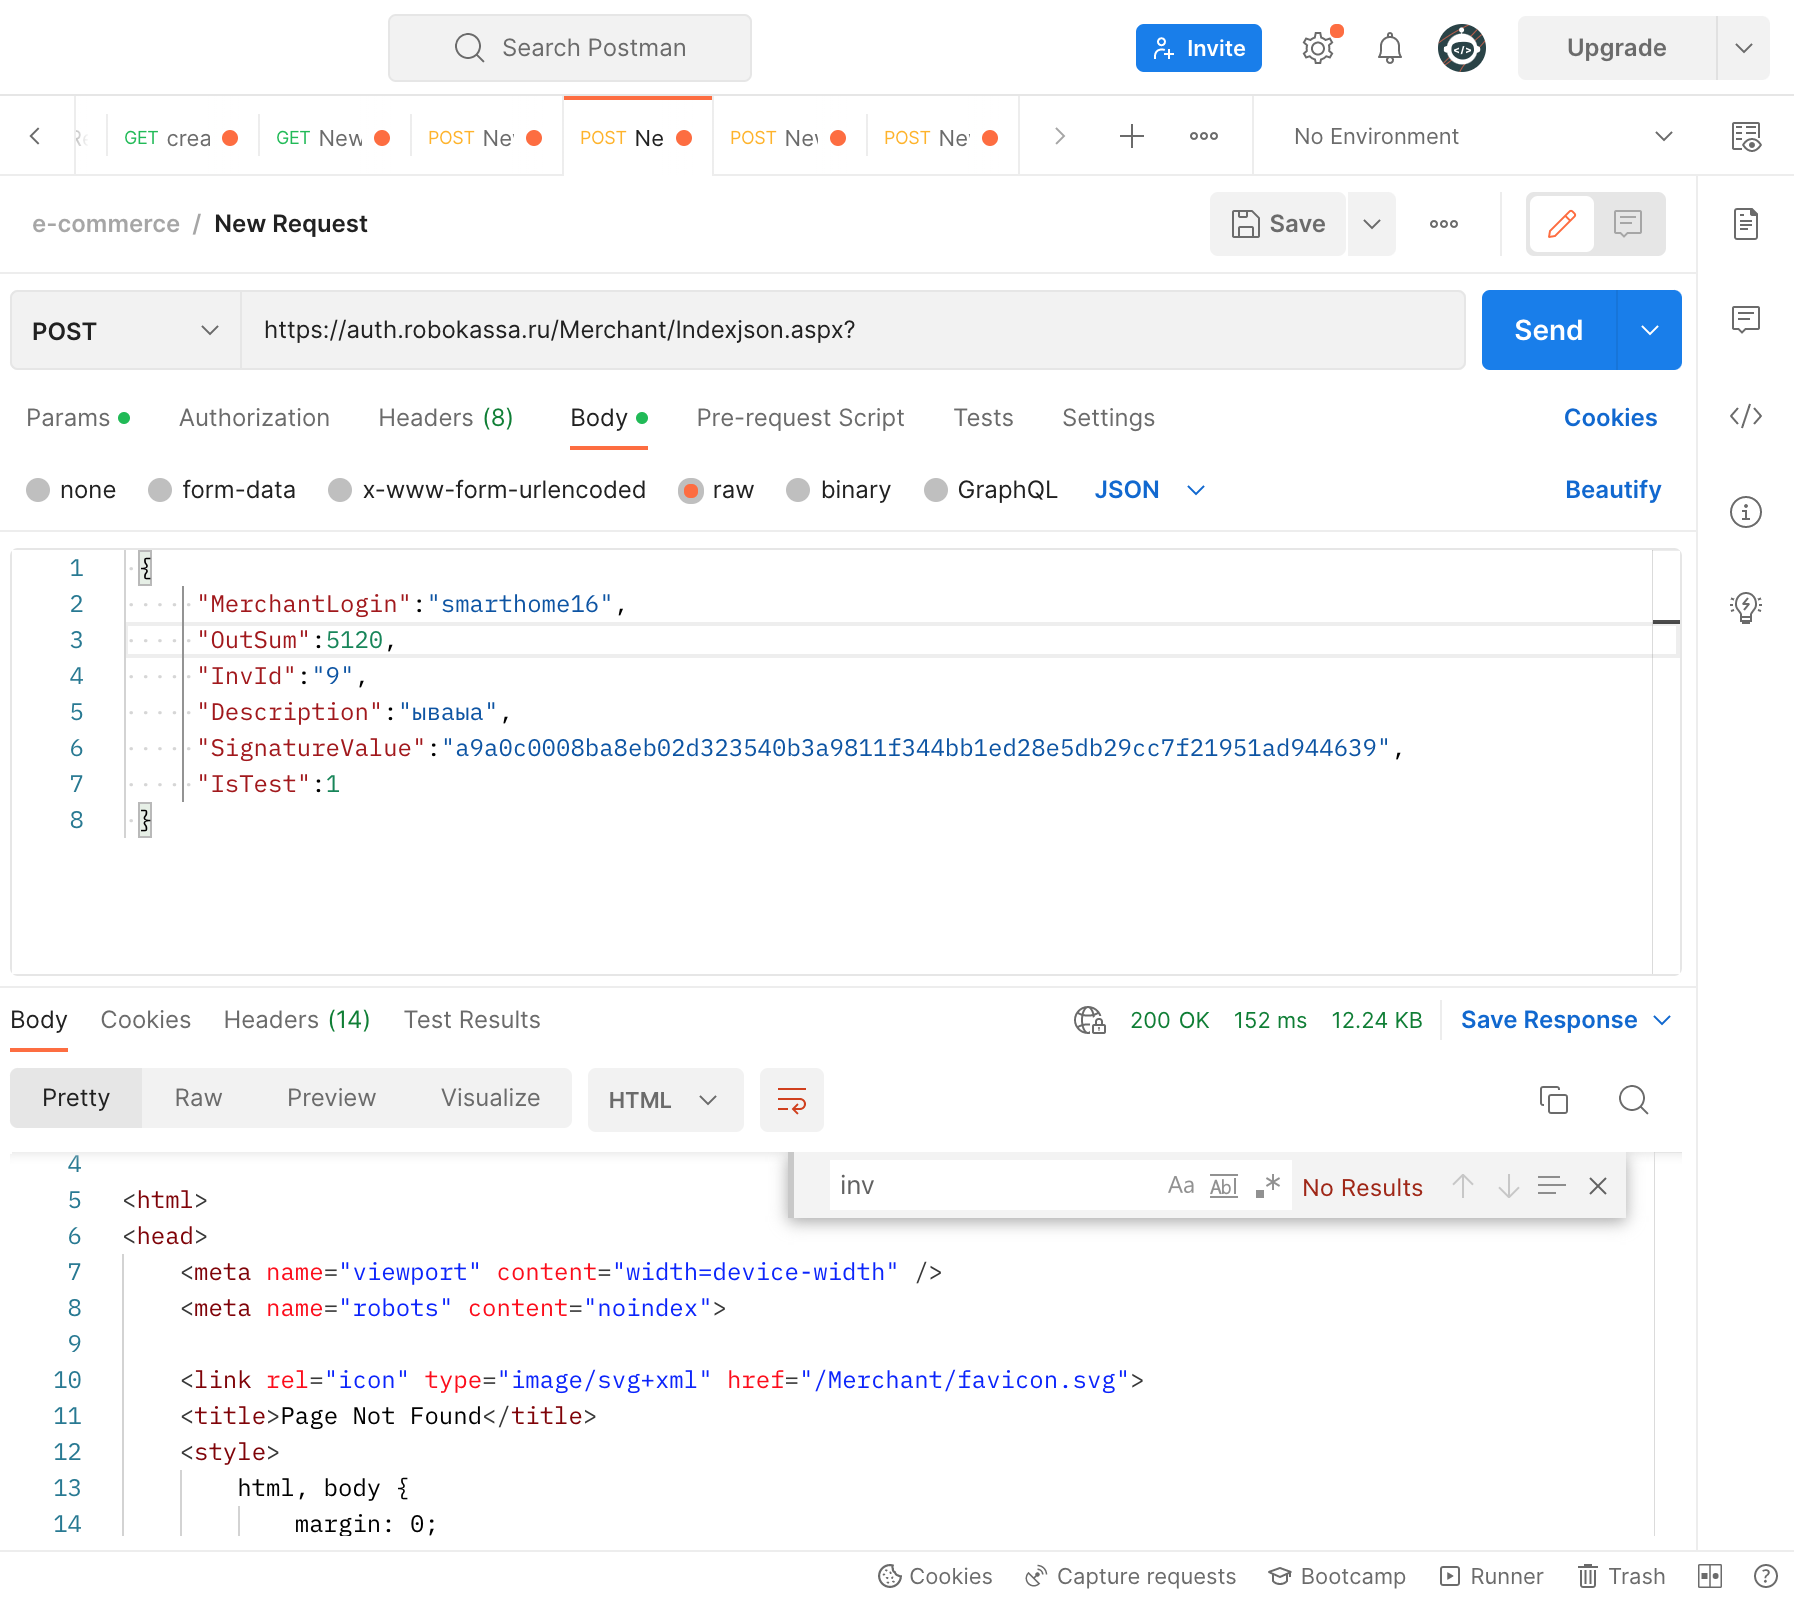 Search Postman
Invite
Upgrade
GET crea
GET New
POST Ne
POST Ne
POST Nev
POST Ne
No Environment
e-commerce / New Request
Save
POST
https://auth.robokassa.ru/Merchant/Indexjson.aspx?
Send
Params
Authorization
Headers (8)
Body
Pre-request Script
Tests
Settings
Cookies
none
form-data
x-www-form-urlencoded
raw
binary
GraphQL
JSON
Beautify
1 {
2 "MerchantLogin":"smarthome16",
3 "OutSum":5120,
4 "InvId":"9",
5 "Description":"ываыа",
6 "SignatureValue":"a9a0c0008ba8eb02d323540b3a9811f344bb1ed28e5db29cc7f21951ad944639",
7 "IsTest":1
8 }
Body
Cookies
Headers (14)
Test Results
200 OK
152 ms
12.24 KB
Save Response
Pretty
Raw
Preview
Visualize
HTML
inv
Aa
Abl
.*
No Results
4
5 <html>
6 <head>
7 <meta name="viewport" content="width=device-width" />
8 <meta name="robots" content="noindex">
9
10 <link rel="icon" type="image/svg+xml" href="/Merchant/favicon.svg">
11 <title>Page Not Found</title>
12 <style>
13 html, body {
14 margin: 0;
Cookies
Capture requests
Bootcamp
Runner
Trash